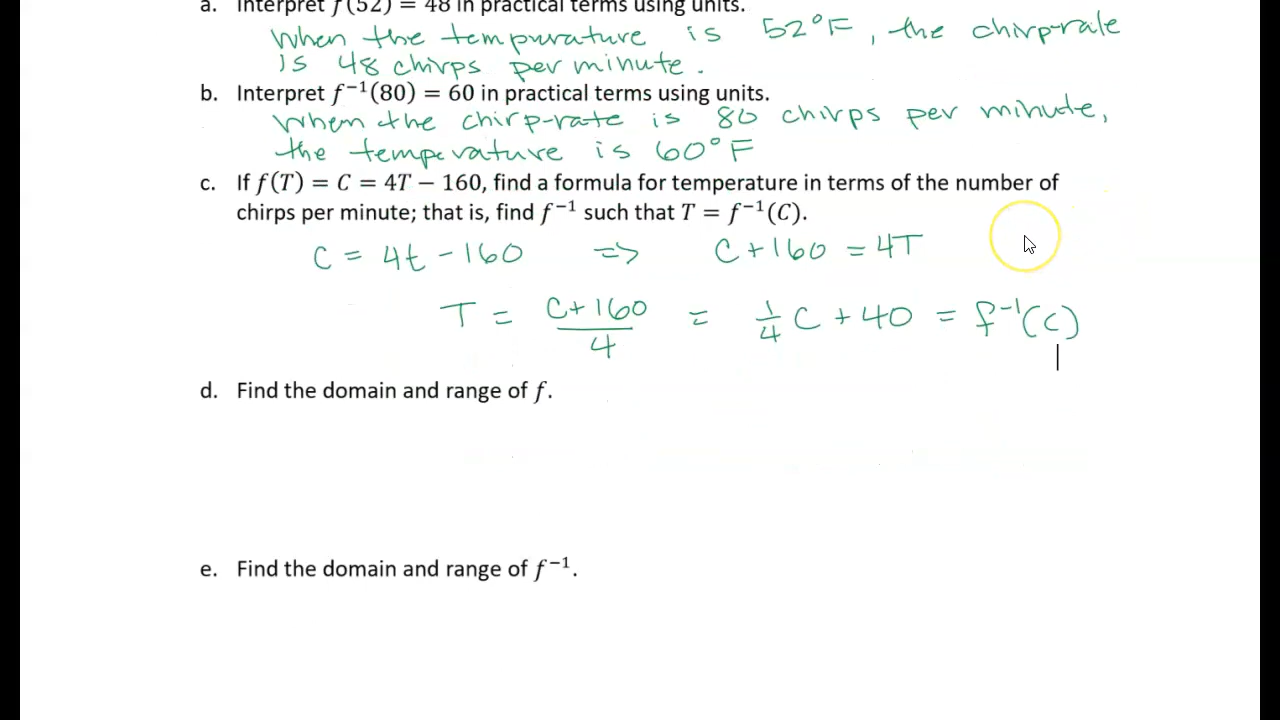 a. Interpret f(52) = 48 in practical terms using units.
When the tempurature is 52°F, the chirp-rate
is 48 chirps per minute.
b. Interpret f⁻¹(80) = 60 in practical terms using units.
When the chirp-rate is 80 chirps per minute,
the temperature is 60°F
c. If f(T) = C = 4T − 160, find a formula for temperature in terms of the number of
chirps per minute; that is, find f⁻¹ such that T = f⁻¹(C).
C = 4t - 160 => C + 160 = 4T
T = (C + 160)/4 = 1/4 C + 40 = f⁻¹(C)
d. Find the domain and range of f.
e. Find the domain and range of f⁻¹.